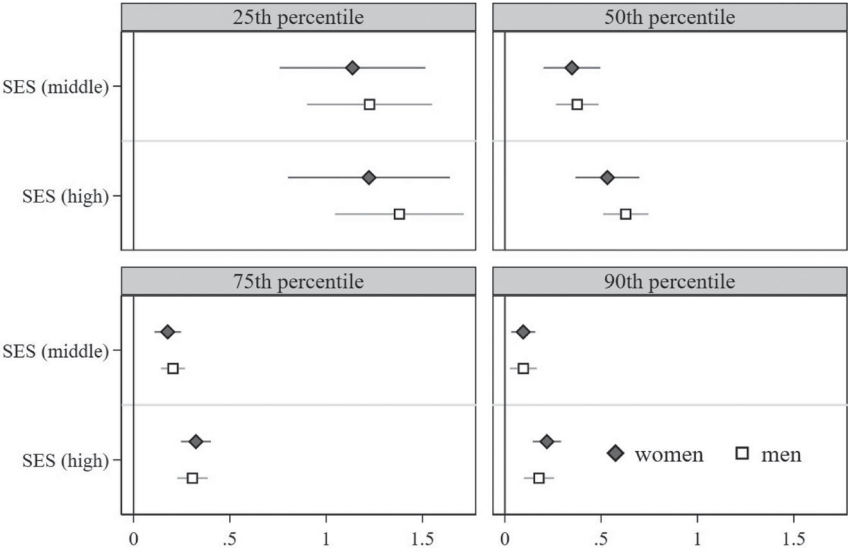 25th percentile
50th percentile
SES (middle)
SES (high)
75th percentile
90th percentile
SES (middle)
SES (high)
women
men
0 .5 1 1.5
0 .5 1 1.5